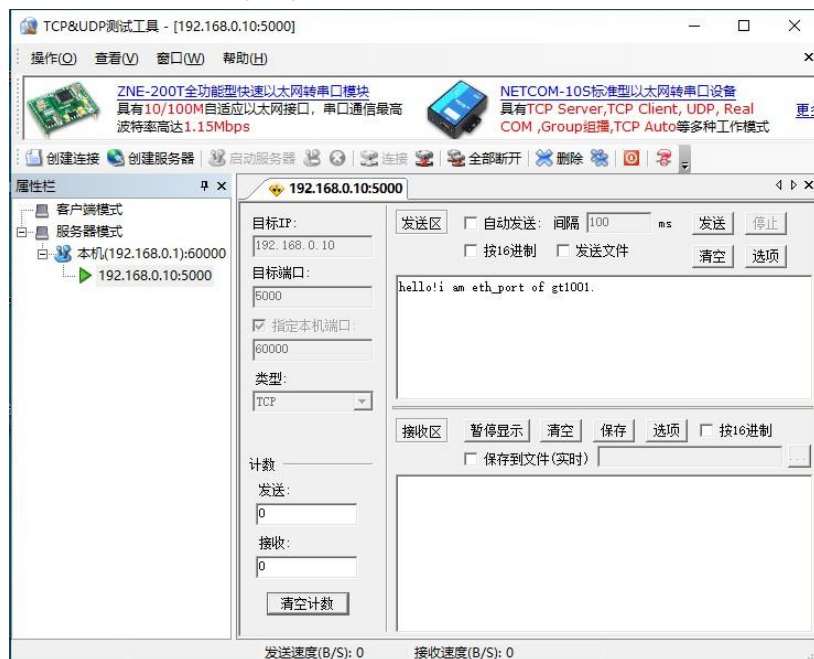 TCP&UDP测试工具 - [192.168.0.10:5000]
操作(O) 查看(V) 窗口(W) 帮助(H)
ZNE-200T全功能型快速以太网转串口模块
具有10/100M自适应以太网接口，串口通信最高
波特率高达1.15Mbps
NETCOM-10S标准型以太网转串口设备
具有TCP Server,TCP Client, UDP, Real
COM ,Group组播,TCP Auto等多种工作模式
创建连接 创建服务器 启动服务器 连接 全部断开 删除
属性栏
客户端模式
服务器模式
本机(192.168.0.1):60000
192.168.0.10:5000
192.168.0.10:5000
目标IP:
192.168.0.10
目标端口:
5000
指定本机端口:
60000
类型:
TCP
计数
发送:
0
接收:
0
清空计数
发送区 自动发送: 间隔 100 ms 发送 停止
按16进制 发送文件 清空 选项
hello!i am eth_port of gt1001.
接收区 暂停显示 清空 保存 选项 按16进制
保存到文件(实时) ...
发送速度(B/S): 0 接收速度(B/S): 0